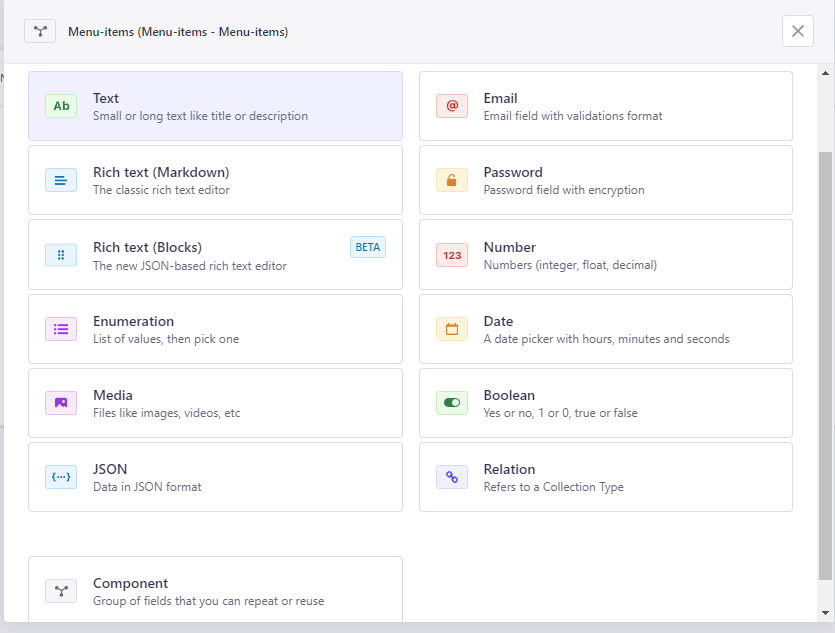 Menu-items (Menu-items - Menu-items)
Ab
Text
Small or long text like title or description
@
Email
Email field with validations format
Rich text (Markdown)
The classic rich text editor
Password
Password field with encryption
Rich text (Blocks)
The new JSON-based rich text editor
BETA
123
Number
Numbers (integer, float, decimal)
Enumeration
List of values, then pick one
Date
A date picker with hours, minutes and seconds
Media
Files like images, videos, etc
Boolean
Yes or no, 1 or 0, true or false
{···}
JSON
Data in JSON format
Relation
Refers to a Collection Type
Component
Group of fields that you can repeat or reuse